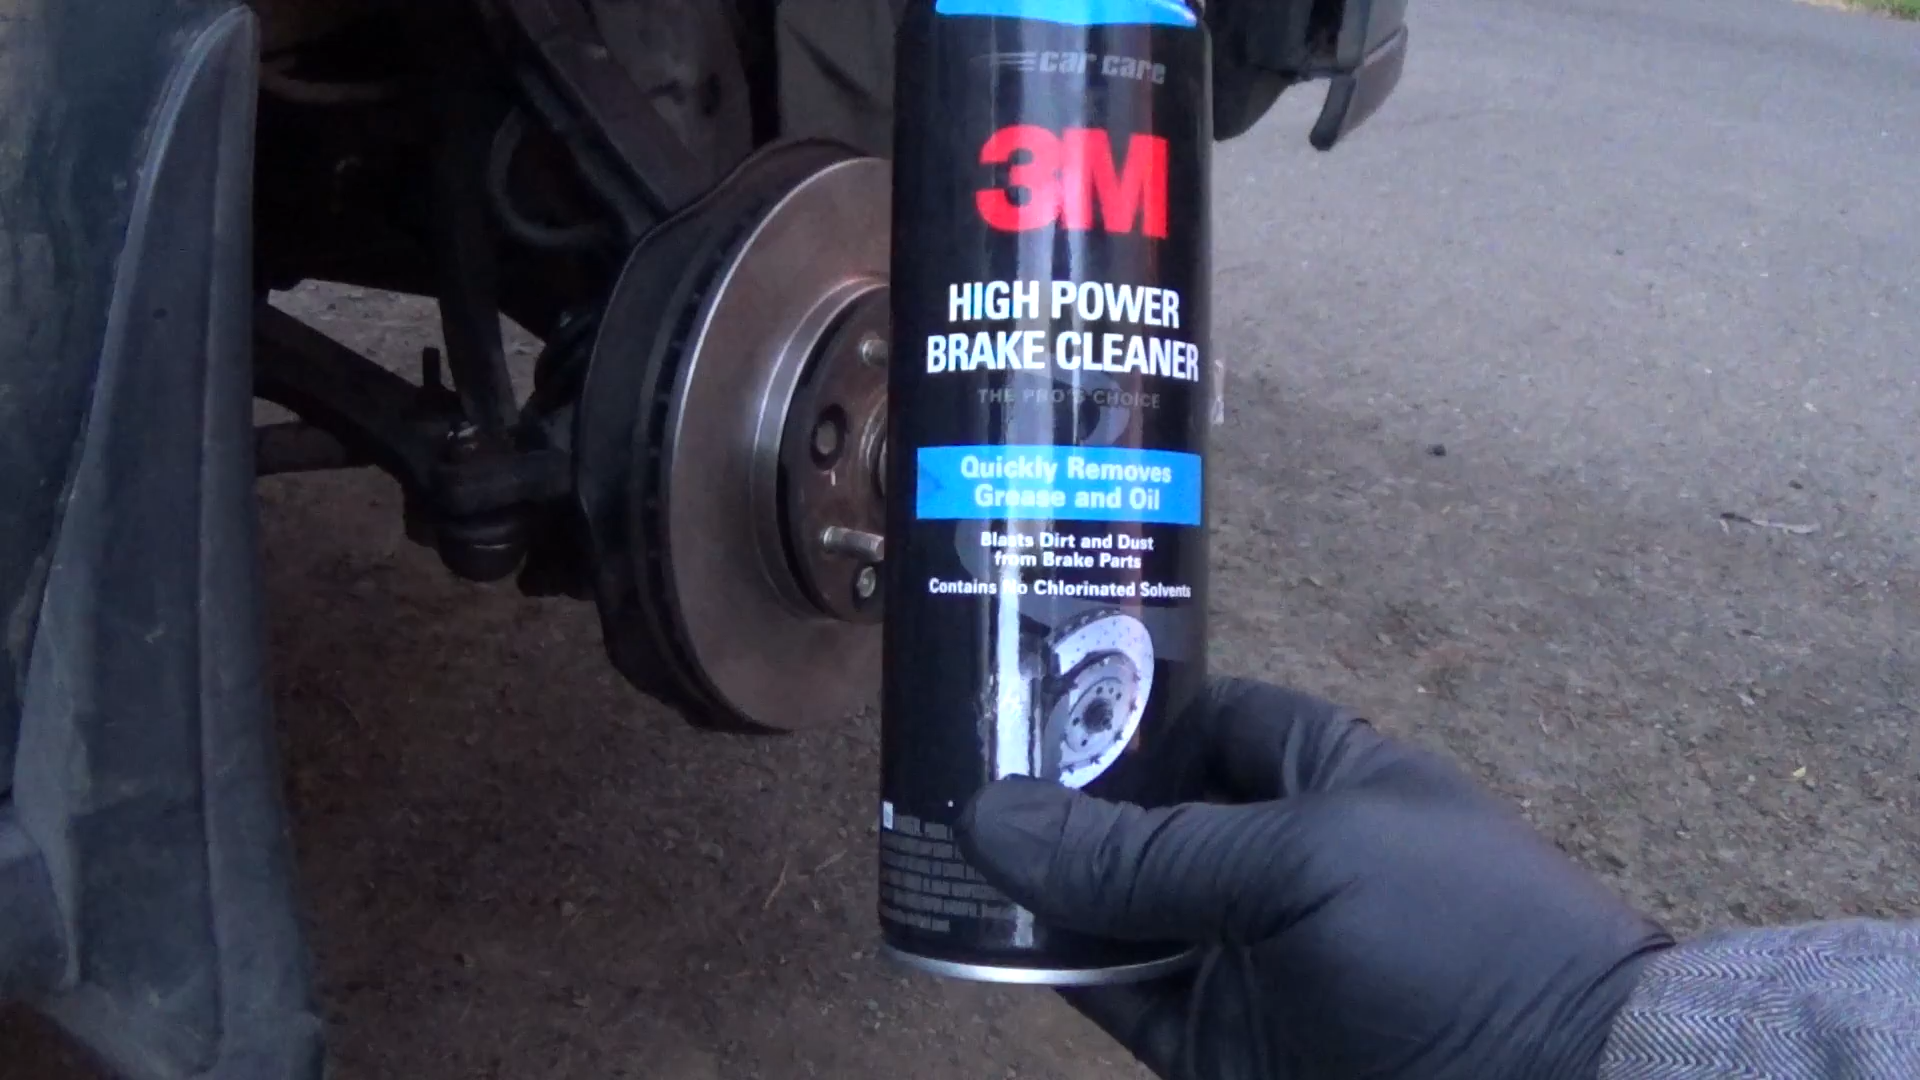 car care
3M
HIGH POWER
BRAKE CLEANER
THE PRO'S CHOICE
Quickly Removes
Grease and Oil
Blasts Dirt and Dust
from Brake Parts
Contains No Chlorinated Solvents